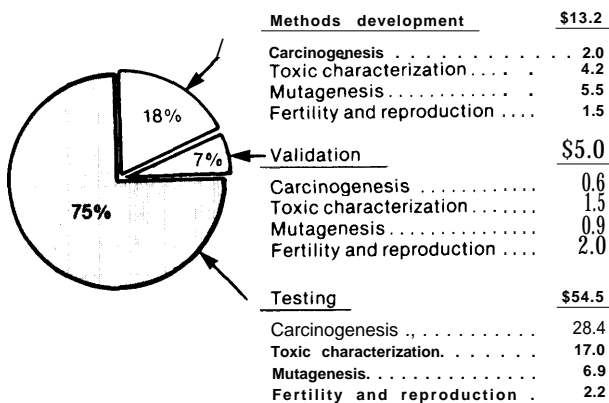 Methods development $13.2
Carcinogenesis . . . . . . . . . . . . 2.0
Toxic characterization . . . . . . 4.2
Mutagenesis . . . . . . . . . . . . . 5.5
Fertility and reproduction . . . . 1.5
18%
7%
75%
Validation $5.0
Carcinogenesis . . . . . . . . . . . . . 0.6
Toxic characterization . . . . . . . 1.5
Mutagenesis . . . . . . . . . . . . . . . 0.9
Fertility and reproduction . . . . 2.0
Testing $54.5
Carcinogenesis ., . . . . . . . . . . 28.4
Toxic characterization. . . . . . . 17.0
Mutagenesis. . . . . . . . . . . . . . . 6.9
Fertility and reproduction . 2.2